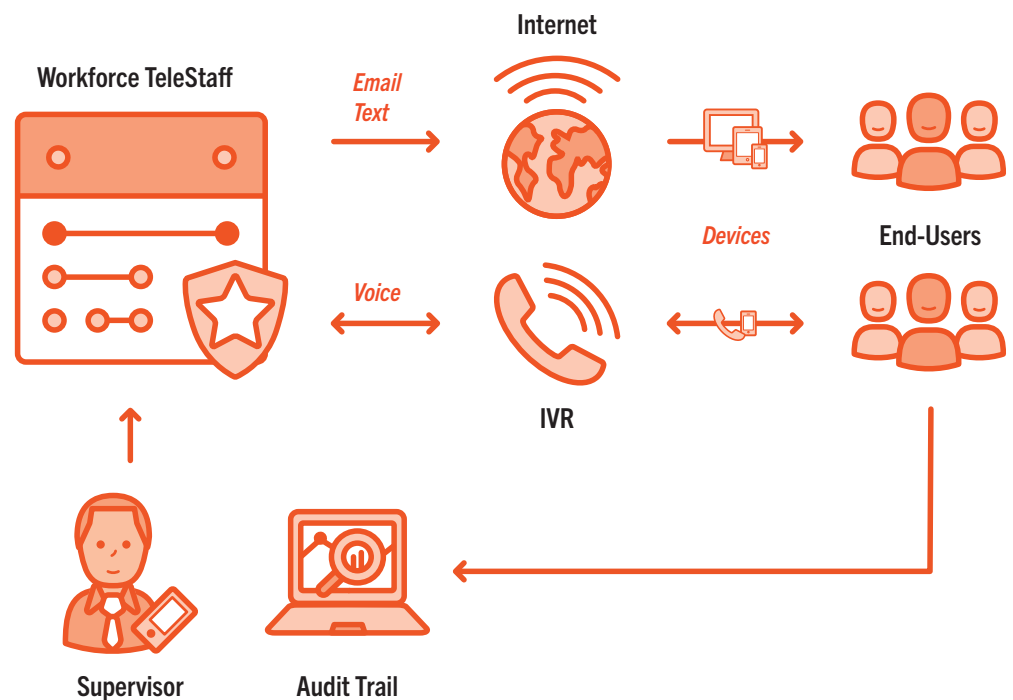 Internet
Workforce TeleStaff
Email
Text
Devices
End-Users
Voice
IVR
Supervisor
Audit Trail